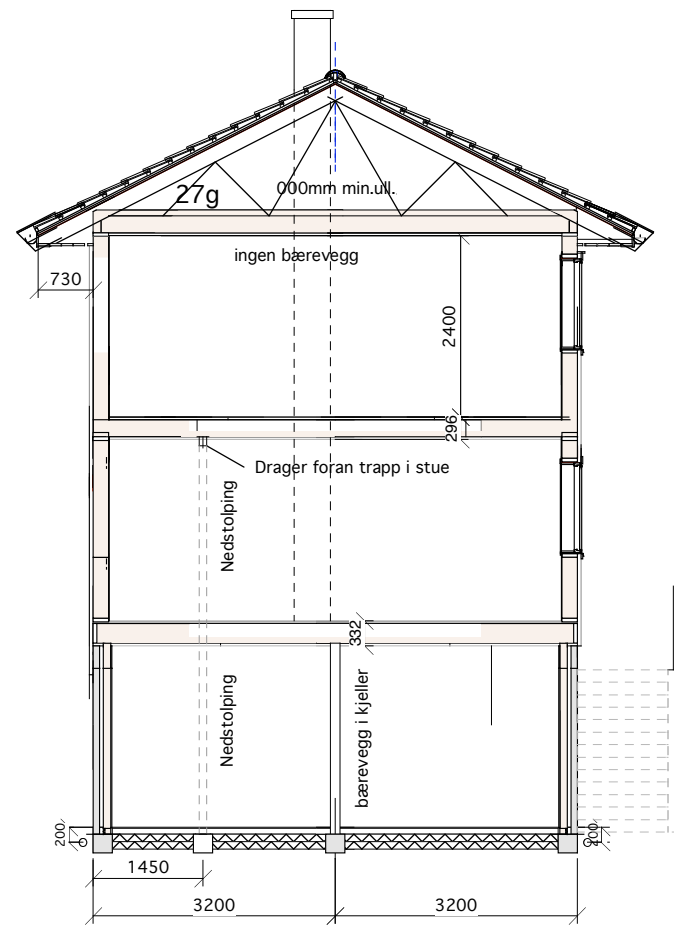 27g
000mm min.ull.
ingen bærevegg
730
2400
296
Drager foran trapp i stue
Nedstolping
332
Nedstolping
bærevegg i kjeller
200
200
1450
3200
3200